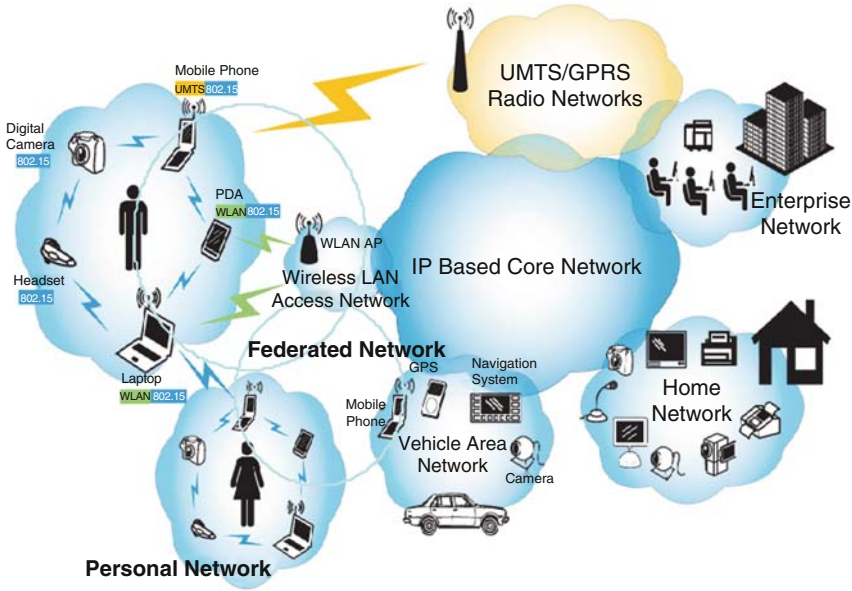 Mobile Phone
UMTS 802.15
Digital
Camera
802.15
PDA
WLAN 802.15
Headset
802.15
Laptop
WLAN 802.15
WLAN AP
Wireless LAN
Access Network
UMTS/GPRS
Radio Networks
Enterprise
Network
IP Based Core Network
Federated Network
GPS
Navigation
System
Mobile
Phone
Vehicle Area
Network
Camera
Home
Network
Personal Network